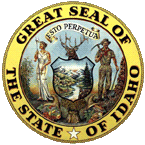 GREAT SEAL OF
ESTO PERPETUA
THE STATE OF IDAHO